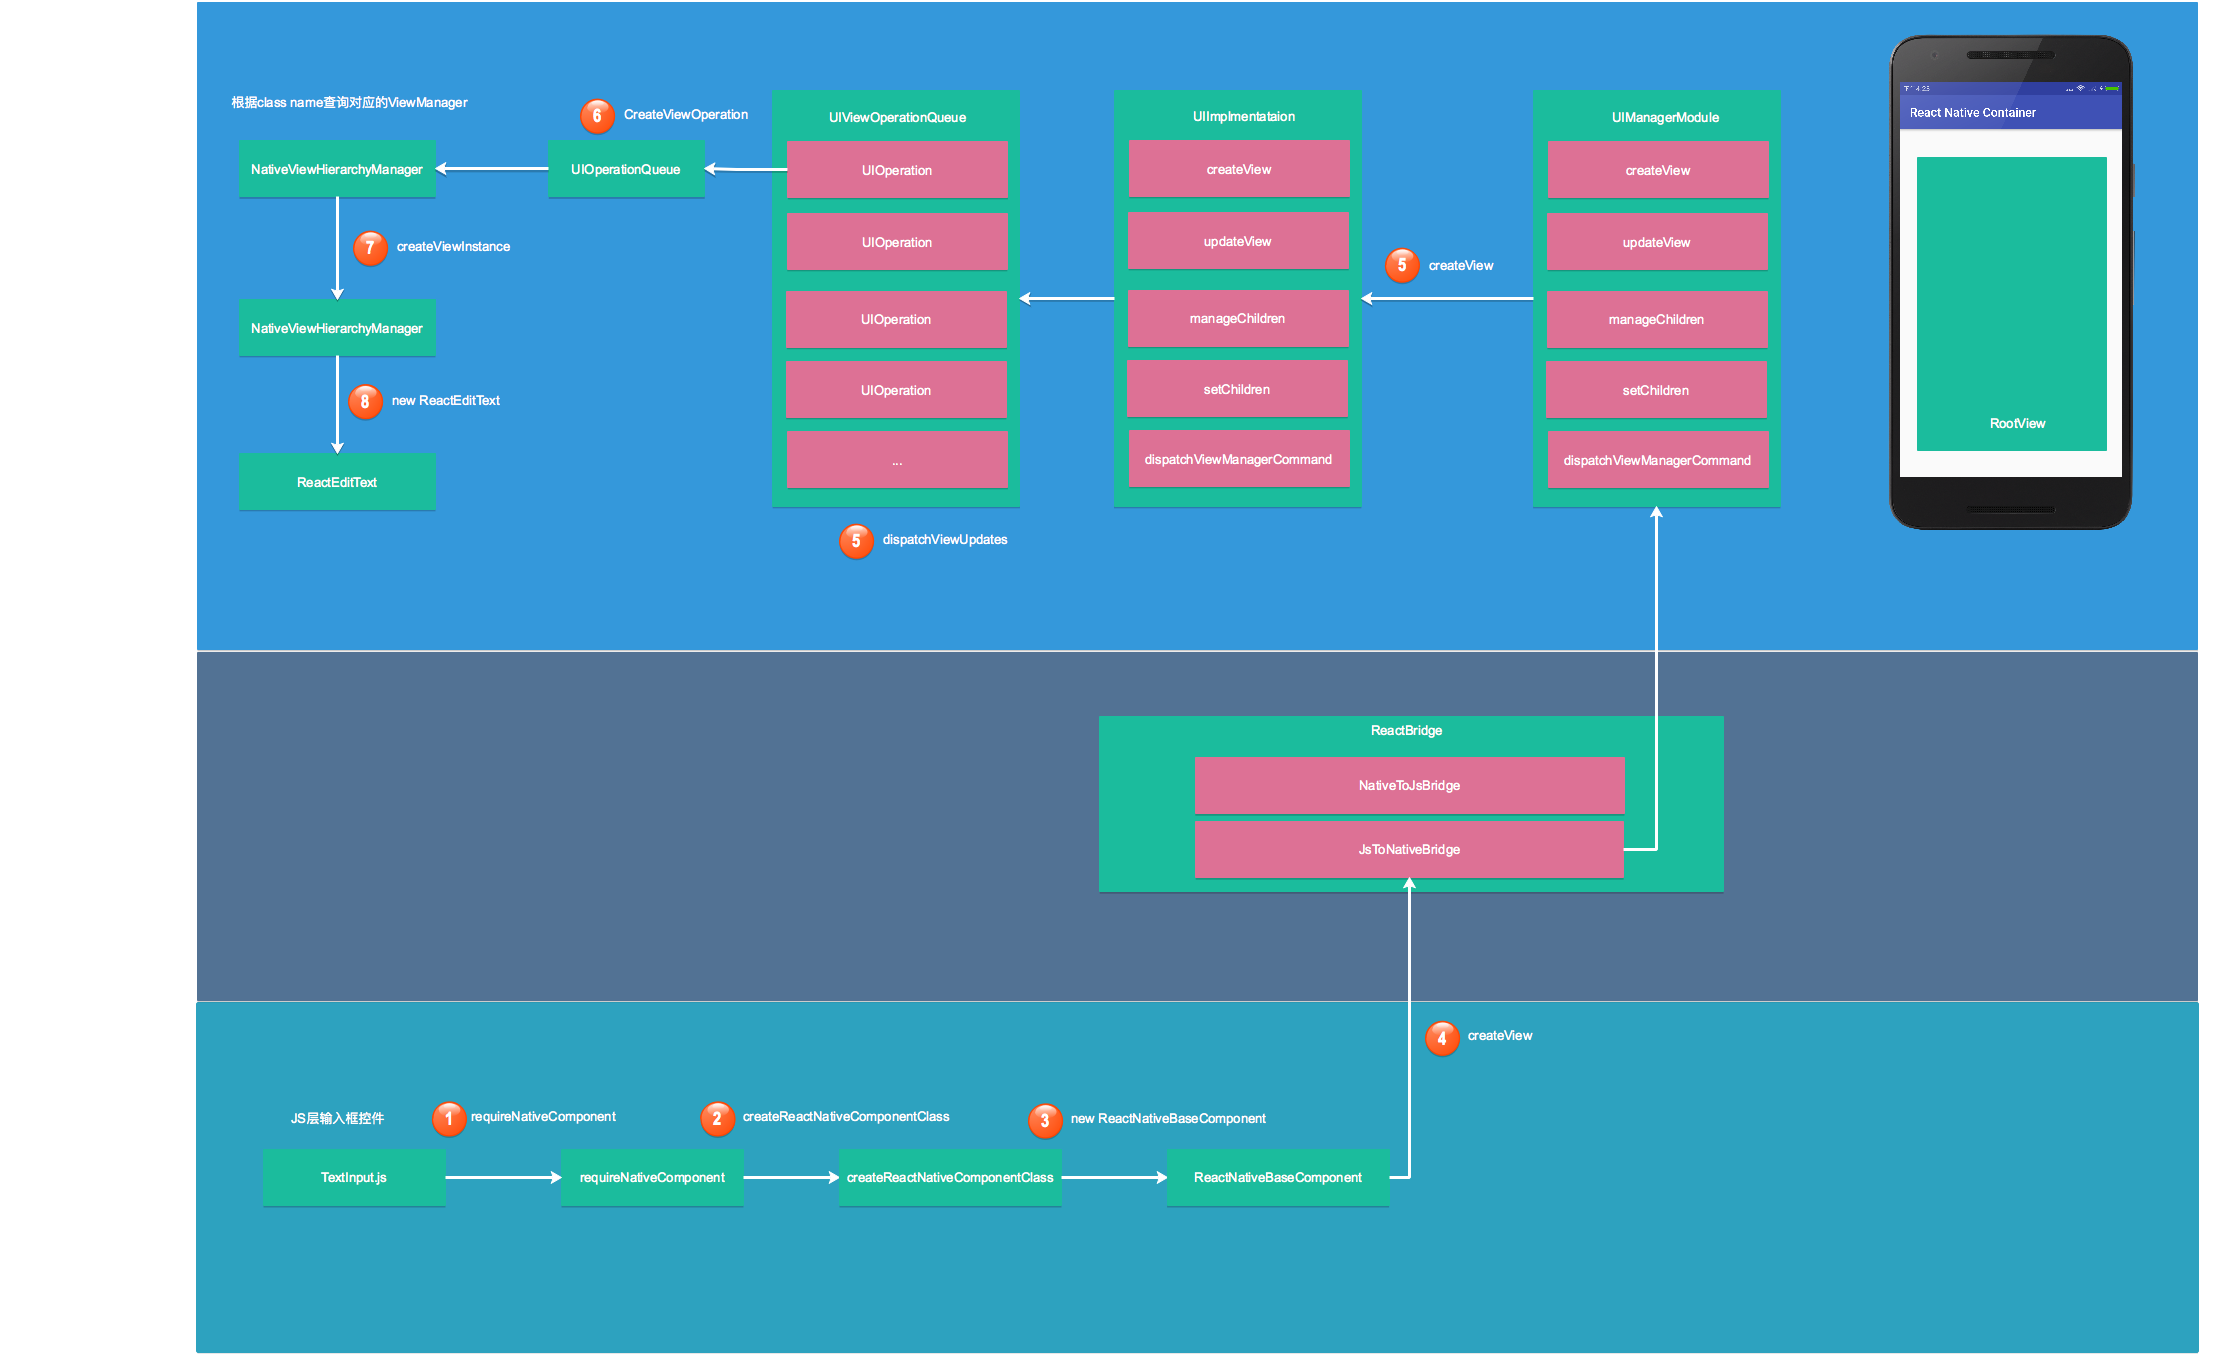 根据class name查询对应的ViewManager
6
CreateViewOperation
NativeViewHierarchyManager
UIOperationQueue
7
createViewInstance
NativeViewHierarchyManager
8
new ReactEditText
ReactEditText
UIViewOperationQueue
UIOperation
UIOperation
UIOperation
UIOperation
...
5
dispatchViewUpdates
UIImplmentataion
createView
updateView
manageChildren
setChildren
dispatchViewManagerCommand
5
createView
UIManagerModule
createView
updateView
manageChildren
setChildren
dispatchViewManagerCommand
React Native Container
RootView
ReactBridge
NativeToJsBridge
JsToNativeBridge
4
createView
JS层输入框控件
1
requireNativeComponent
2
createReactNativeComponentClass
3
new ReactNativeBaseComponent
TextInput.js
requireNativeComponent
createReactNativeComponentClass
ReactNativeBaseComponent